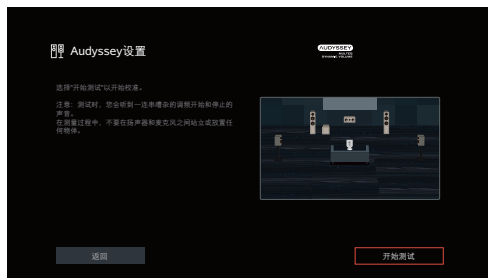 Audyssey设置
AUDYSSEY
MULTEQ
DYNAMIC VOLUME
选择“开始测试”以开始校准。
注意：测试时，您会听到一连串嘈杂的调频开始和停止的
声音。
在测量过程中，不要在扬声器和麦克风之间站立或放置任
何物体。
返回
开始测试